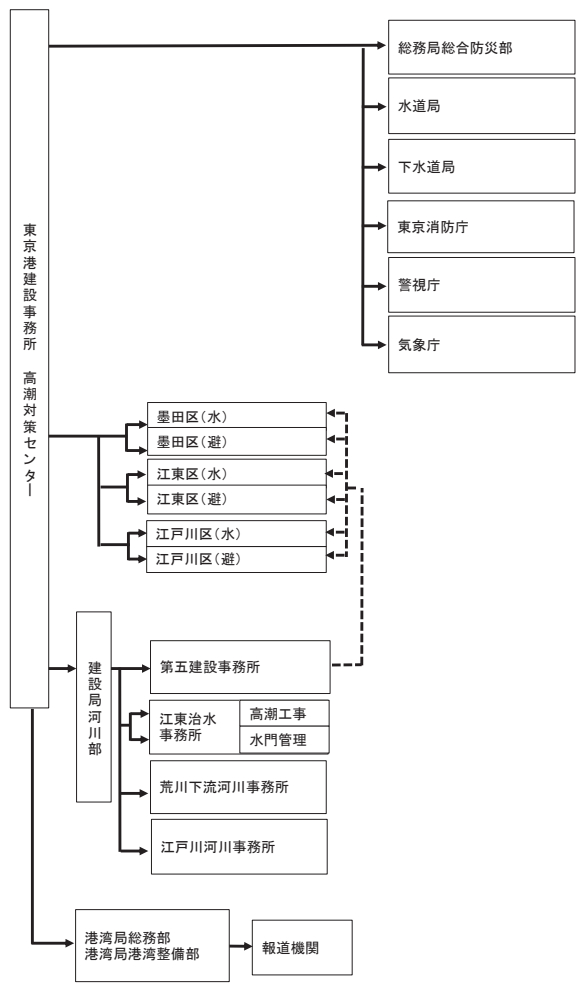 東京港建設事務所　高潮対策センター
総務局総合防災部
水道局
下水道局
東京消防庁
警視庁
気象庁
墨田区（水）
墨田区（避）
江東区（水）
江東区（避）
江戸川区（水）
江戸川区（避）
建設局河川部
第五建設事務所
江東治水
事務所
高潮工事
水門管理
荒川下流河川事務所
江戸川河川事務所
港湾局総務部
港湾局港湾整備部
報道機関